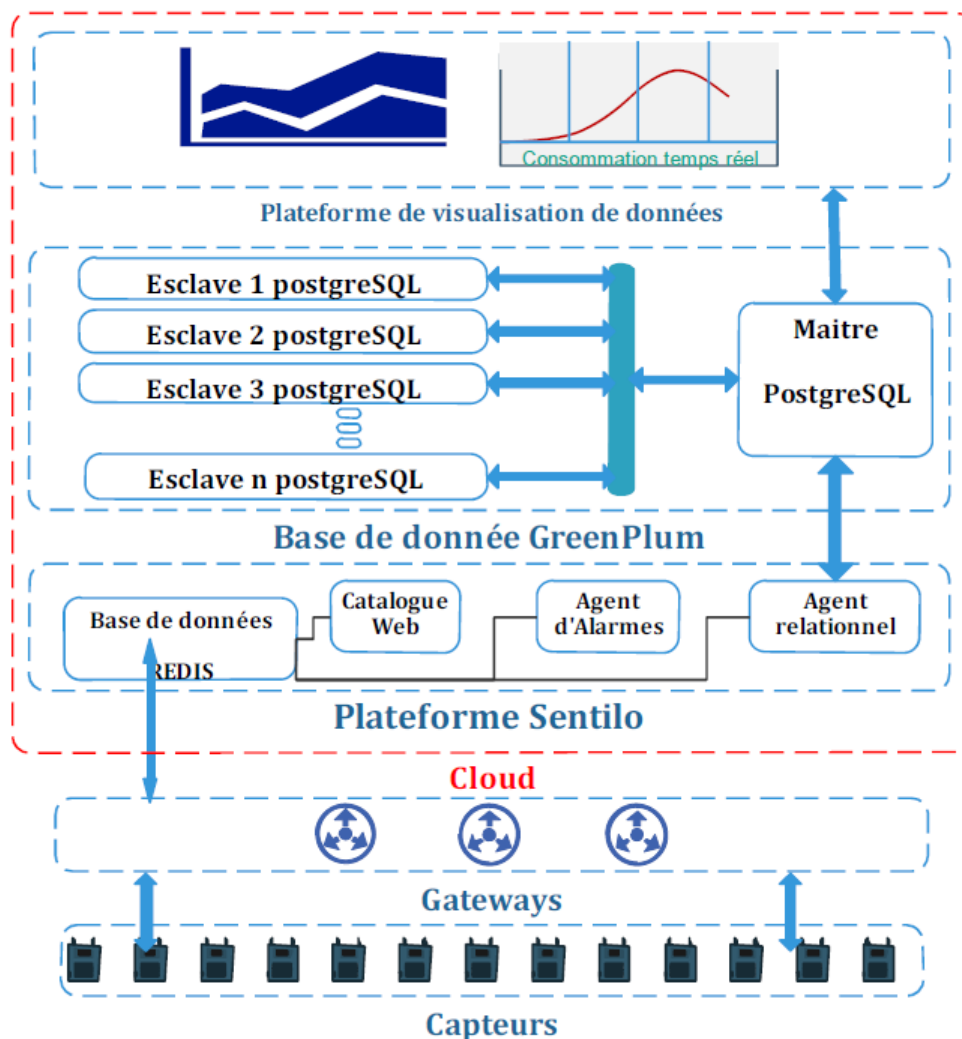 Consommation temps réel
Plateforme de visualisation de données
Esclave 1 postgreSQL
Esclave 2 postgreSQL
Esclave 3 postgreSQL
Esclave n postgreSQL
Maitre
PostgreSQL
Base de donnée GreenPlum
Base de données
REDIS
Catalogue
Web
Agent
d'Alarmes
Agent
relationnel
Plateforme Sentilo
Cloud
Gateways
Capteurs